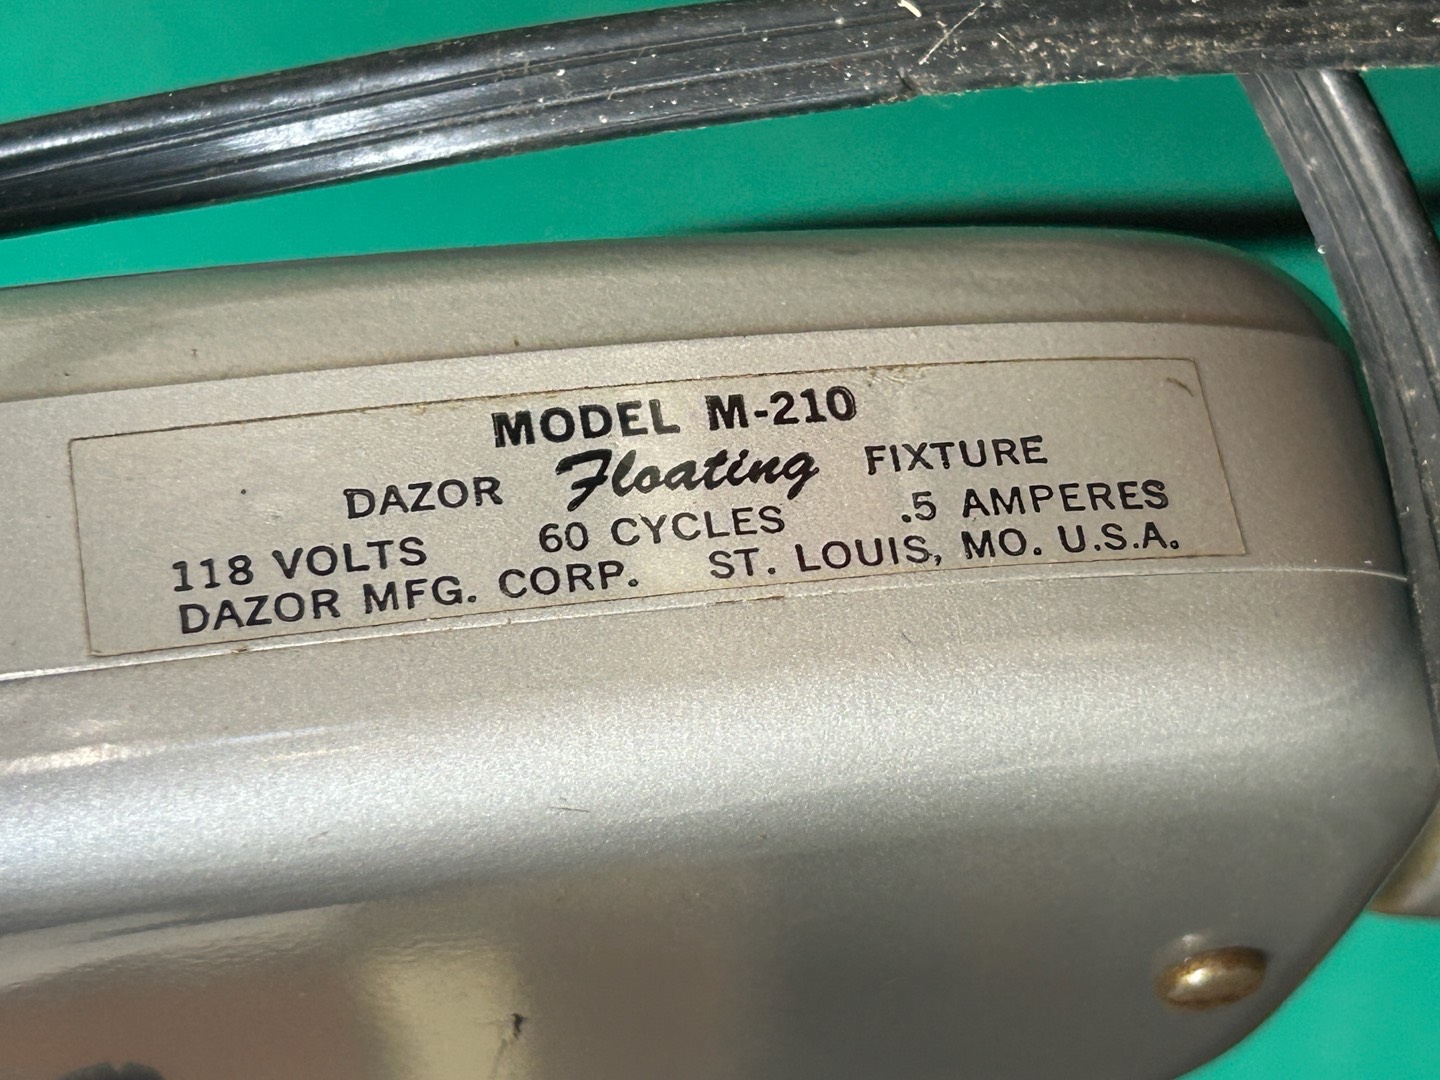 MODEL M-210
DAZOR Floating FIXTURE
118 VOLTS 60 CYCLES .5 AMPERES
DAZOR MFG. CORP. ST. LOUIS, MO. U.S.A.